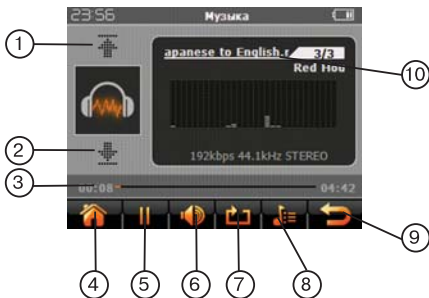 23:56 Музыка
1
apanese to English.r 3/3
Red Hou
10
2
192kbps 44.1kHz STEREO
3
00:08 04:42
4 5 6 7 8 9